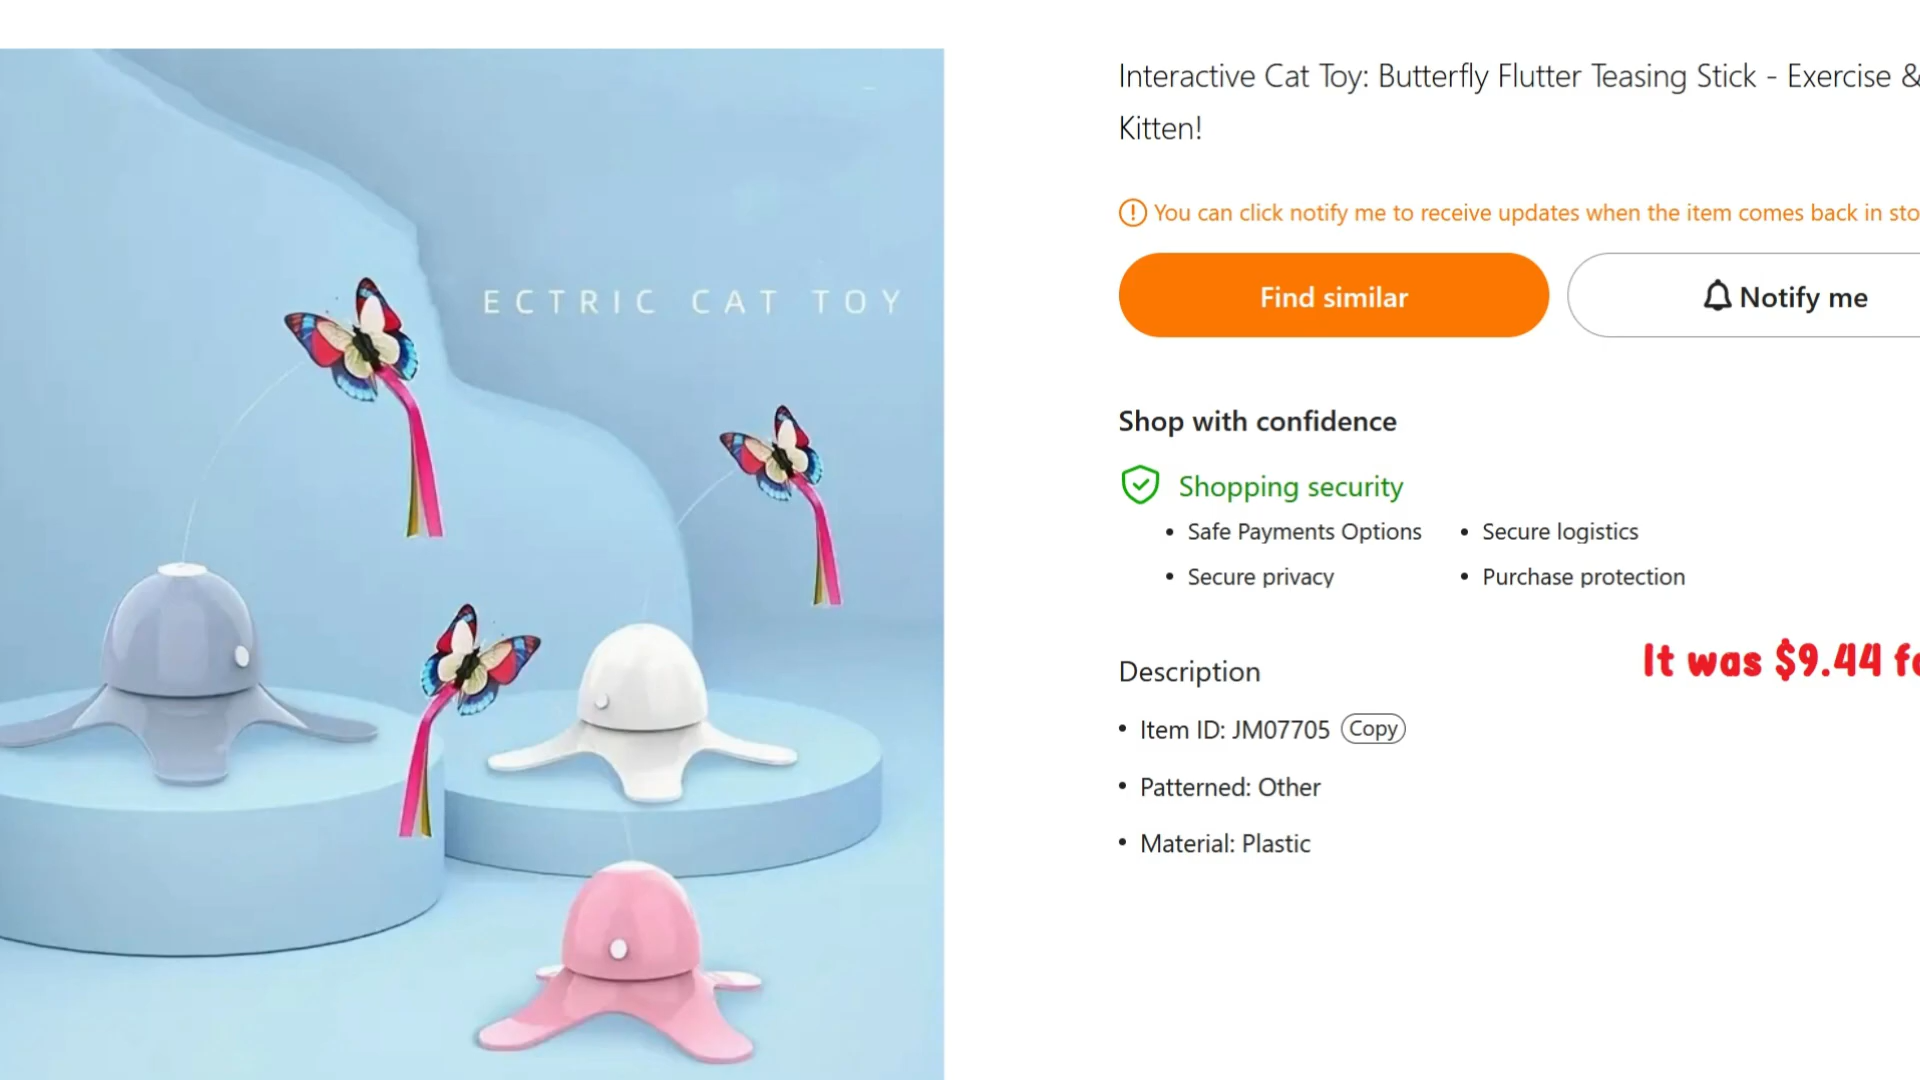 ECTRIC CAT TOY
Interactive Cat Toy: Butterfly Flutter Teasing Stick - Exercise &
Kitten!
You can click notify me to receive updates when the item comes back in sto
Find similar
Notify me
Shop with confidence
Shopping security
• Safe Payments Options • Secure logistics
• Secure privacy • Purchase protection
It was $9.44 fo
Description
• Item ID: JM07705 Copy
• Patterned: Other
• Material: Plastic